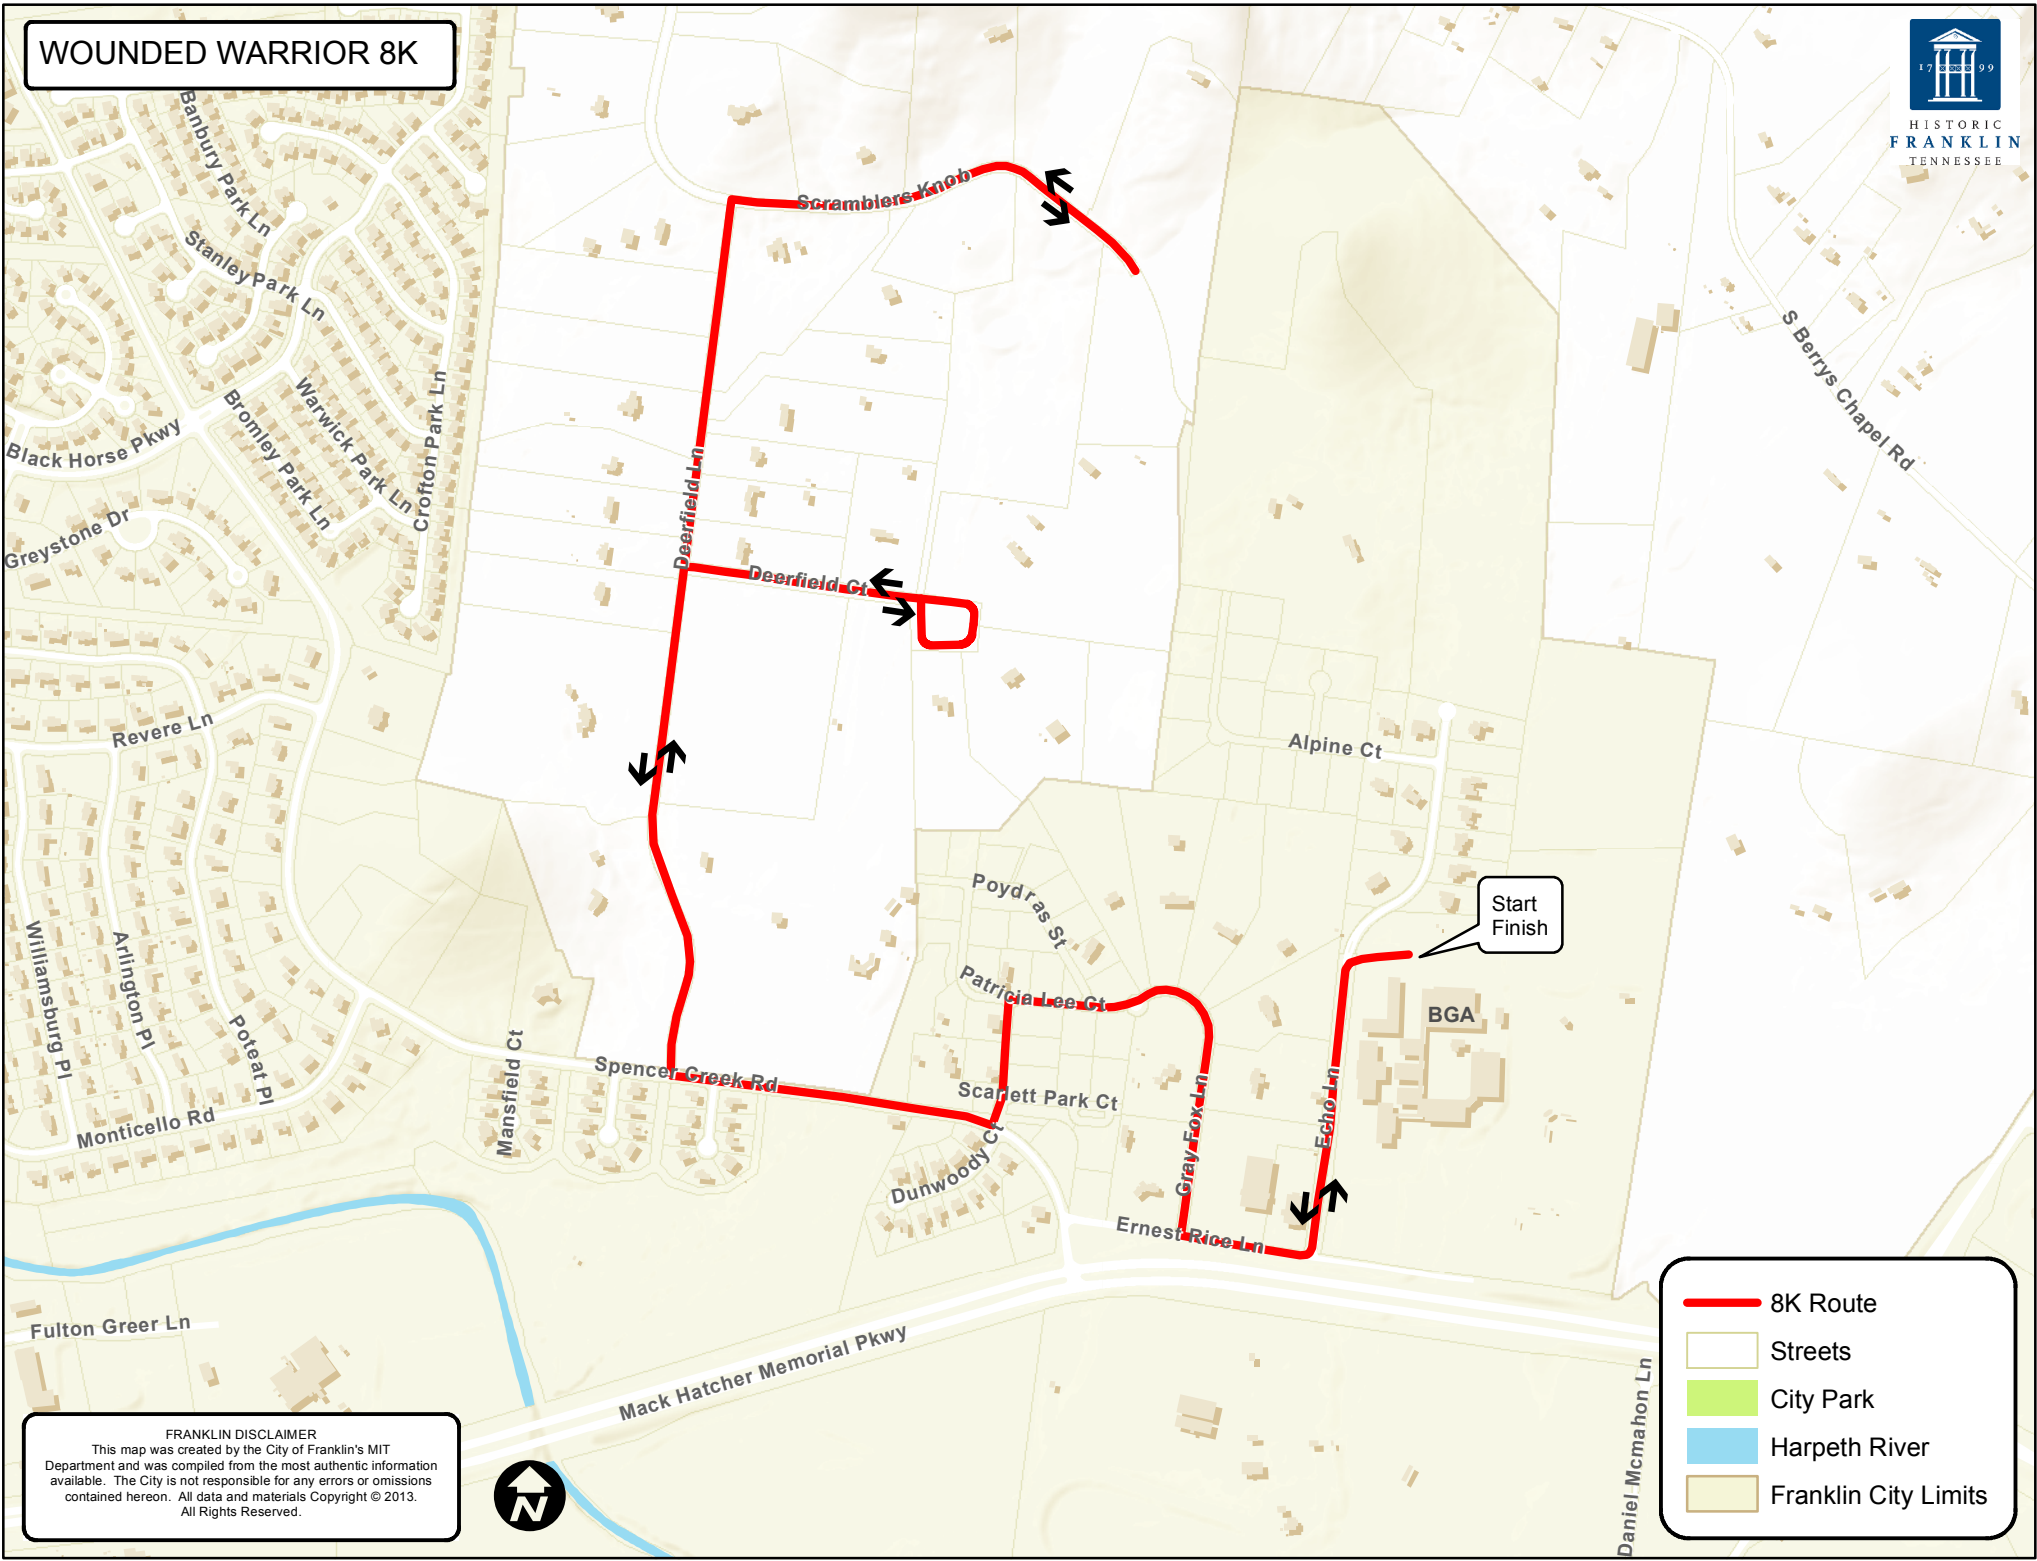 WOUNDED WARRIOR 8K
17 99
HISTORIC
FRANKLIN
TENNESSEE
Banbury Park Ln
Stanley Park Ln
Scramblers Knob
S Berrys Chapel Rd
Black Horse Pkwy
Bromley Park Ln
Warwick Park Ln
Crofton Park Ln
Greystone Dr
Deerfield Ln
Deerfield Ct
Revere Ln
Alpine Ct
Poydras St
Start
Finish
Williamsburg Pl
Arlington Pl
Poteat Pl
Patricia Lee Ct
BGA
Mansfield Ct
Spencer Creek Rd
Scarlett Park Ct
Gray Fox Ln
Echo Ln
Monticello Rd
Dunwoody Ct
Ernest Rice Ln
Fulton Greer Ln
Mack Hatcher Memorial Pkwy
Daniel Mcmahon Ln
8K Route
Streets
City Park
Harpeth River
Franklin City Limits
FRANKLIN DISCLAIMER
This map was created by the City of Franklin's MIT
Department and was compiled from the most authentic information
available. The City is not responsible for any errors or omissions
contained hereon. All data and materials Copyright © 2013.
All Rights Reserved.
N